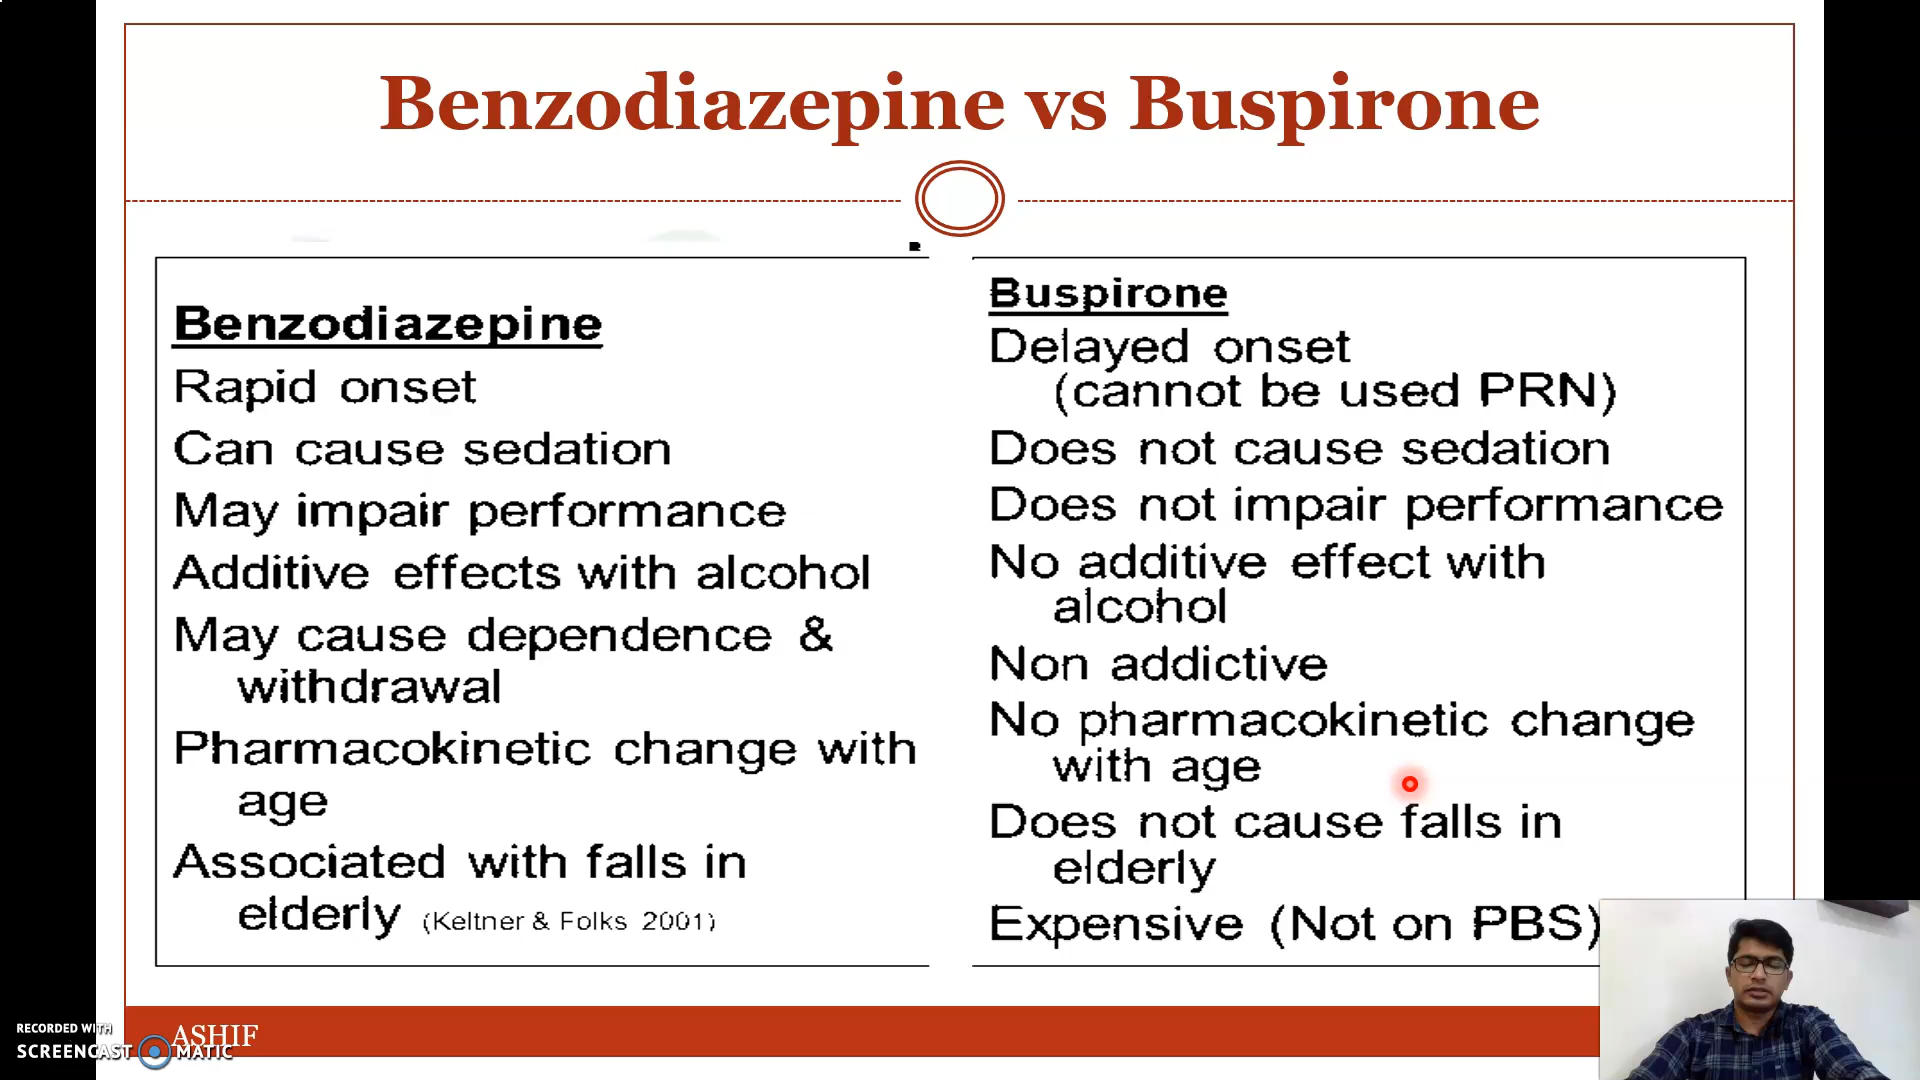 Benzodiazepine vs Buspirone
Benzodiazepine
Rapid onset
Can cause sedation
May impair performance
Additive effects with alcohol
May cause dependence &
withdrawal
Pharmacokinetic change with
age
Associated with falls in
elderly (Keltner & Folks 2001)
Buspirone
Delayed onset
(cannot be used PRN)
Does not cause sedation
Does not impair performance
No additive effect with
alcohol
Non addictive
No pharmacokinetic change
with age
Does not cause falls in
elderly
Expensive (Not on PBS)
ASHIF
RECORDED WITH
SCREENCAST MATIC